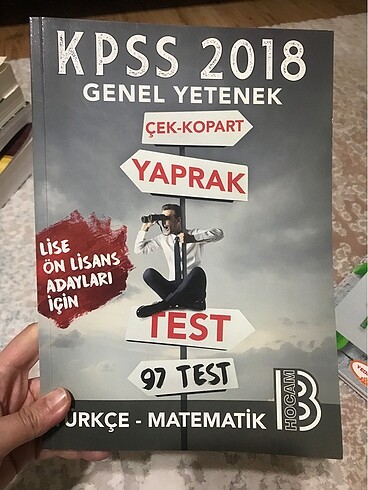 KPSS 2018
GENEL YETENEK
ÇEK-KOPART
YAPRAK
LİSE
ÖN LİSANS
ADAYLARI
İÇİN
TEST
97 TEST
TÜRKÇE - MATEMATİK
B
HOCAM